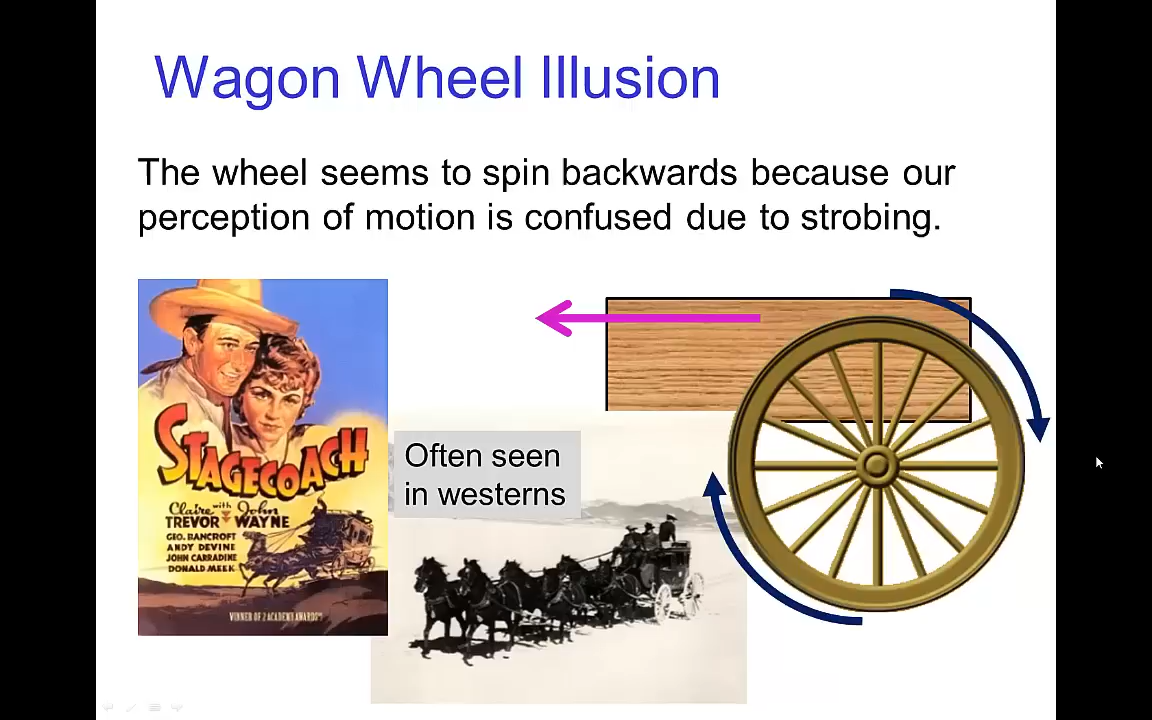 Wagon Wheel Illusion
The wheel seems to spin backwards because our
perception of motion is confused due to strobing.
STAGECOACH
Claire with John
TREVOR WAYNE
GEO. BANCROFT
ANDY DEVINE
JOHN CARRADINE
DONALD MEEK
WINNER OF 2 ACADEMY AWARDS
Often seen
in westerns